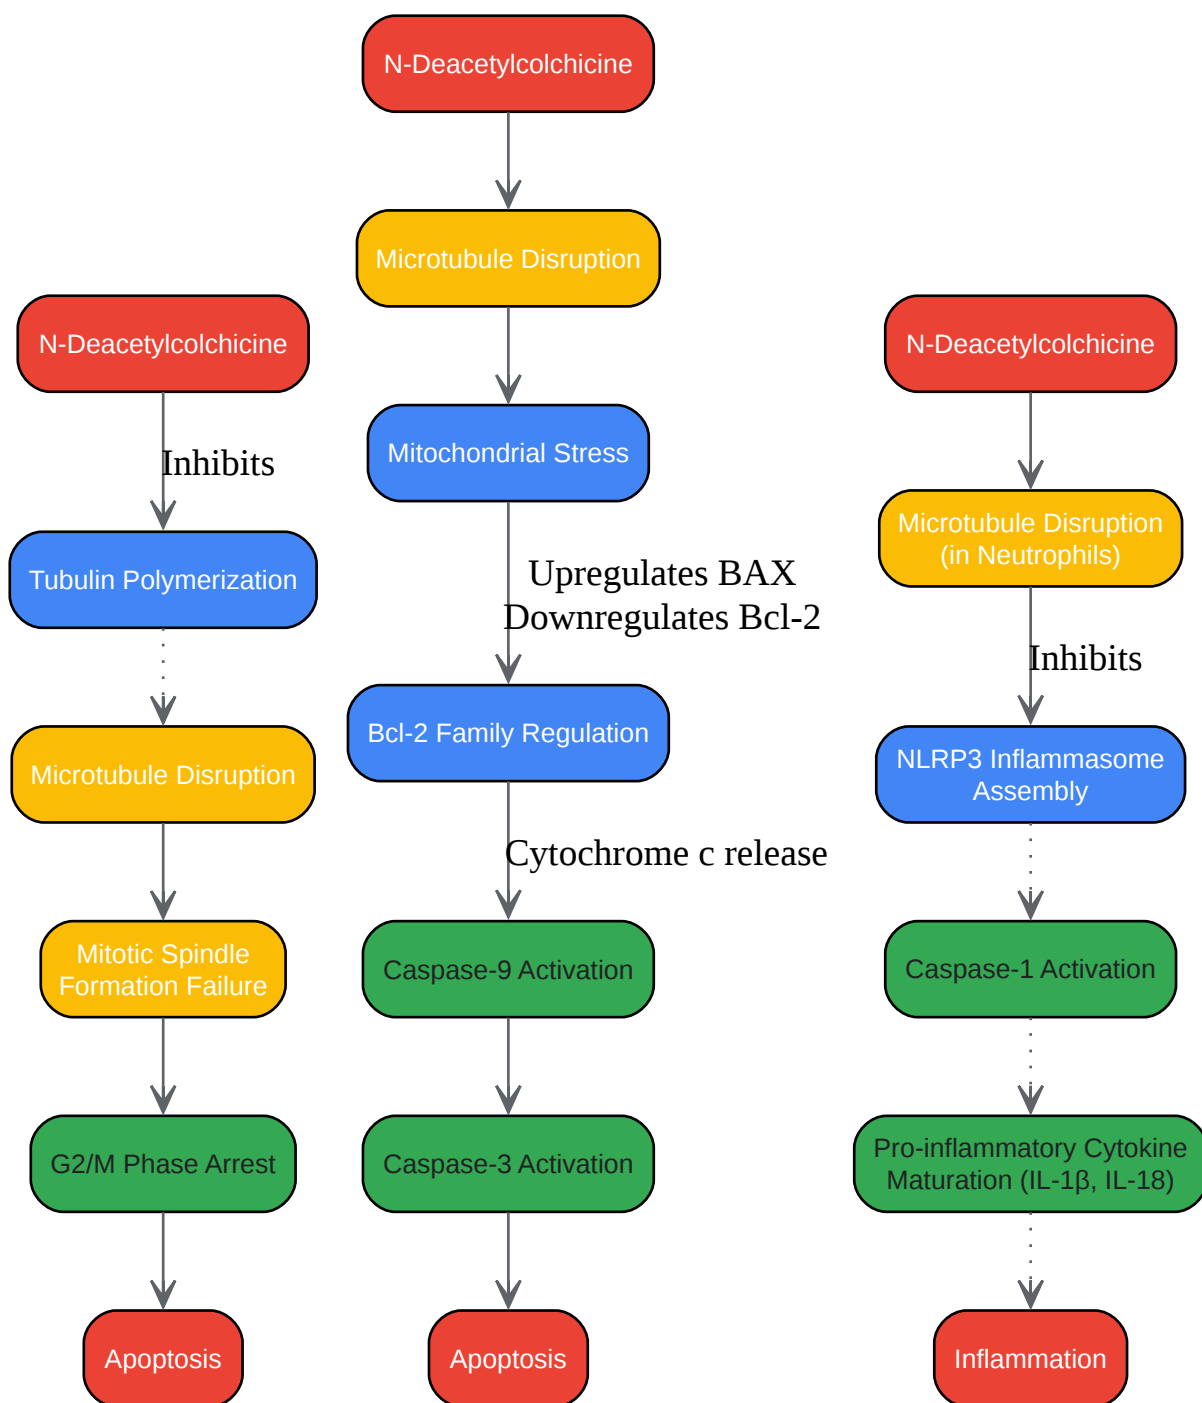 N-Deacetylcolchicine
Inhibits
Tubulin Polymerization
Microtubule Disruption
Mitotic Spindle
Formation Failure
G2/M Phase Arrest
Apoptosis
N-Deacetylcolchicine
Microtubule Disruption
Mitochondrial Stress
Upregulates BAX
Downregulates Bcl-2
Bcl-2 Family Regulation
Cytochrome c release
Caspase-9 Activation
Caspase-3 Activation
Apoptosis
N-Deacetylcolchicine
Microtubule Disruption
(in Neutrophils)
Inhibits
NLRP3 Inflammasome
Assembly
Caspase-1 Activation
Pro-inflammatory Cytokine
Maturation (IL-1β, IL-18)
Inflammation